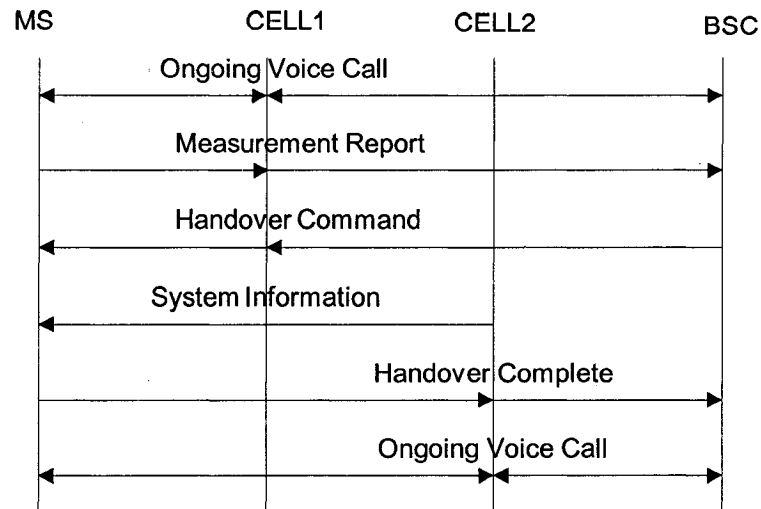 MS CELL1 CELL2 BSC
Ongoing Voice Call
Measurement Report
Handover Command
System Information
Handover Complete
Ongoing Voice Call